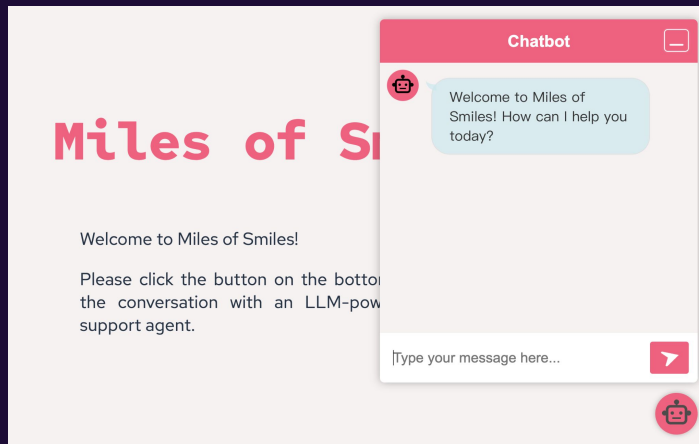 Miles of S
Welcome to Miles of Smiles!
Please click the button on the bottom
the conversation with an LLM-pow
support agent.
Chatbot
Welcome to Miles of
Smiles! How can I help you
today?
Type your message here...